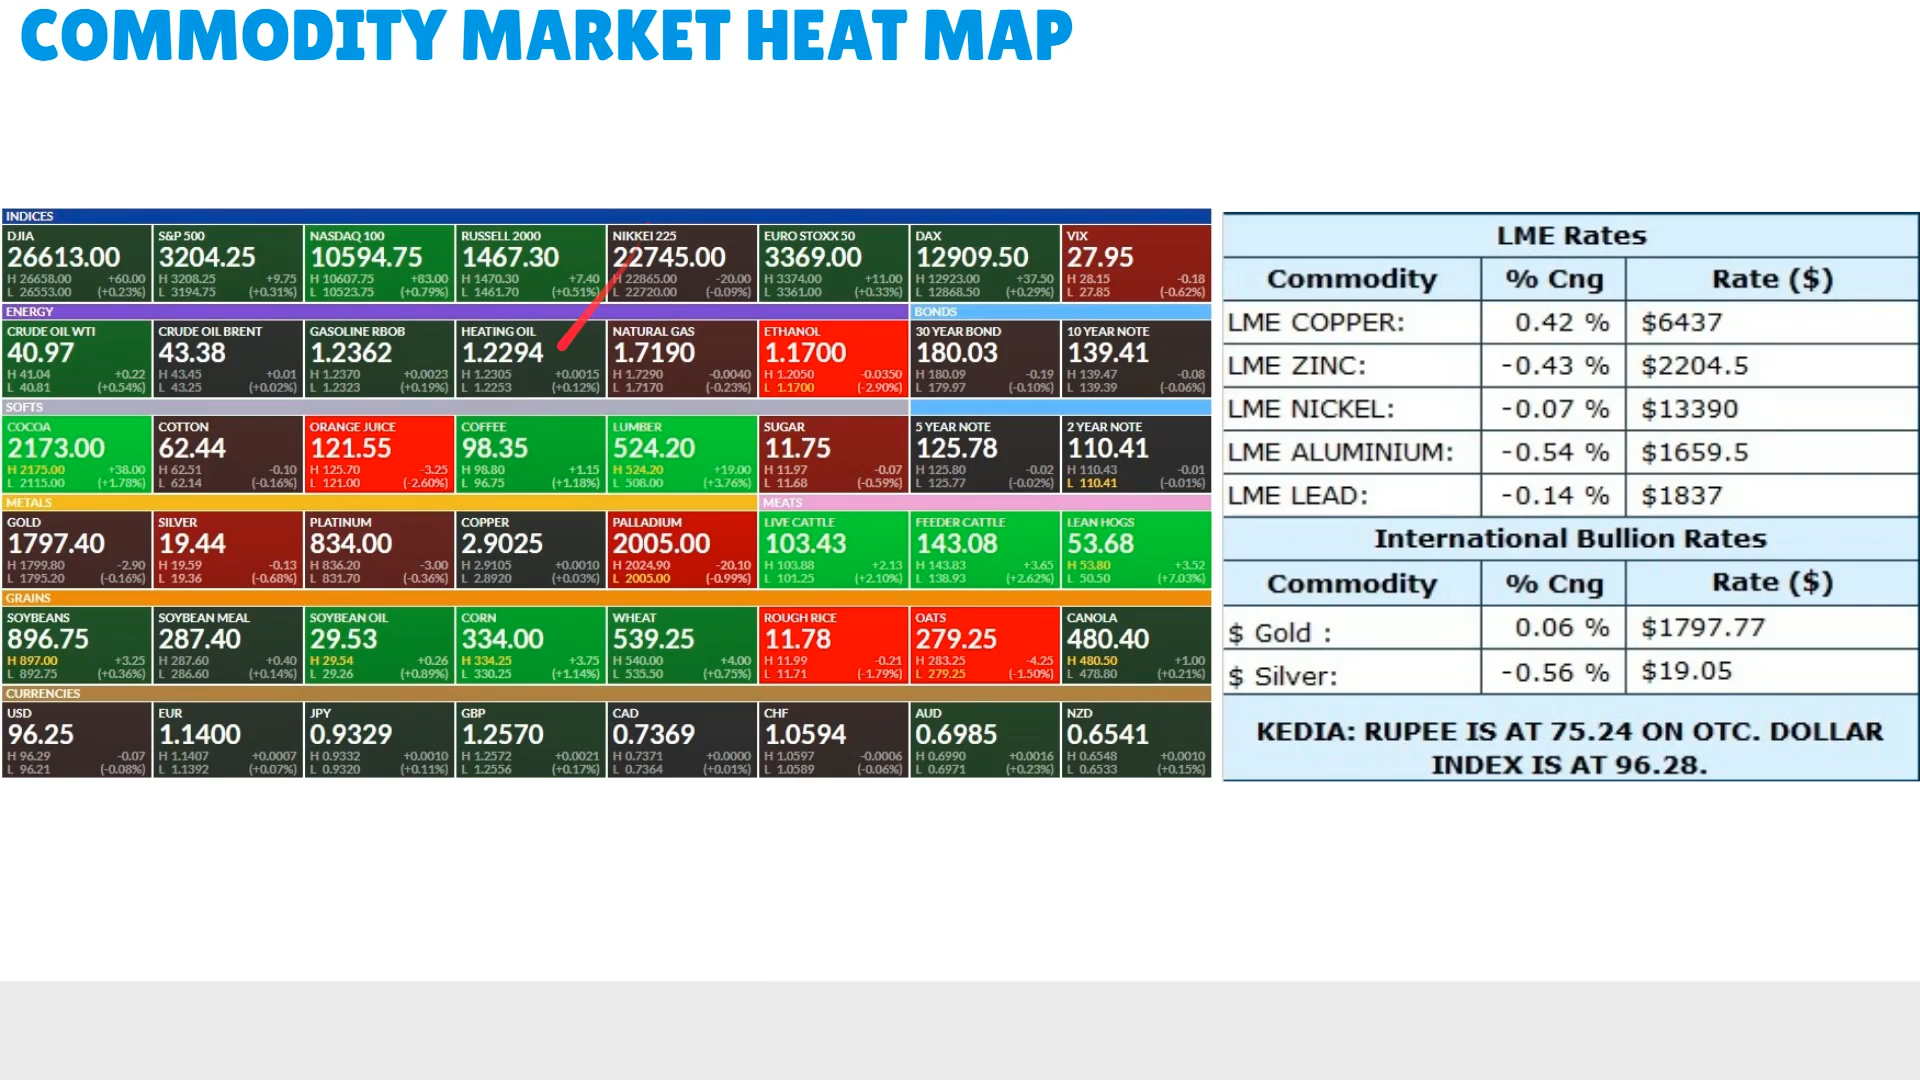 COMMODITY MARKET HEAT MAP
INDICES
DJIA S&P 500 NASDAQ 100 RUSSELL 2000 NIKKEI 225 EURO STOXX 50 DAX VIX
26613.00 3204.25 10594.75 1467.30 22745.00 3369.00 12909.50 27.95
H 26658.00 +60.00 H 3208.25 +9.75 H 10607.75 +83.00 H 1470.30 +7.40 H 22865.00 -20.00 H 3374.00 +11.00 H 12923.00 +37.50 H 28.15 -0.18
L 26553.00 (+0.23%) L 3194.75 (+0.31%) L 10523.75 (+0.79%) L 1461.70 (+0.51%) L 22720.00 (-0.09%) L 3361.00 (+0.33%) L 12868.50 (+0.29%) L 27.85 (-0.62%)
ENERGY BONDS
CRUDE OIL WTI CRUDE OIL BRENT GASOLINE RBOB HEATING OIL NATURAL GAS ETHANOL 30 YEAR BOND 10 YEAR NOTE
40.97 43.38 1.2362 1.2294 1.7190 1.1700 180.03 139.41
H 41.04 +0.22 H 43.45 +0.01 H 1.2370 +0.0023 H 1.2305 +0.0015 H 1.7290 -0.0040 H 1.2050 -0.0350 H 180.09 -0.19 H 139.47 -0.08
L 40.81 (+0.54%) L 43.25 (+0.02%) L 1.2323 (+0.19%) L 1.2253 (+0.12%) L 1.7170 (-0.23%) L 1.1700 (-2.90%) L 179.97 (-0.10%) L 139.39 (-0.06%)
SOFTS
COCOA COTTON ORANGE JUICE COFFEE LUMBER SUGAR 5 YEAR NOTE 2 YEAR NOTE
2173.00 62.44 121.55 98.35 524.20 11.75 125.78 110.41
H 2175.00 +38.00 H 62.51 -0.10 H 125.70 -3.25 H 98.80 +1.15 H 524.20 +19.00 H 11.97 -0.07 H 125.80 -0.02 H 110.43 -0.01
L 2115.00 (+1.78%) L 62.14 (-0.16%) L 121.00 (-2.60%) L 96.75 (+1.18%) L 508.00 (+3.76%) L 11.68 (-0.59%) L 125.77 (-0.02%) L 110.41 (-0.01%)
METALS MEATS
GOLD SILVER PLATINUM COPPER PALLADIUM LIVE CATTLE FEEDER CATTLE LEAN HOGS
1797.40 19.44 834.00 2.9025 2005.00 103.43 143.08 53.68
H 1799.80 -2.90 H 19.59 -0.13 H 836.20 -3.00 H 2.9105 +0.0010 H 2024.90 -20.10 H 103.88 +2.13 H 143.83 +3.65 H 53.80 +3.52
L 1795.20 (-0.16%) L 19.36 (-0.68%) L 831.70 (-0.36%) L 2.8920 (+0.03%) L 2005.00 (-0.99%) L 101.25 (+2.10%) L 138.93 (+2.62%) L 50.50 (+7.03%)
GRAINS
SOYBEANS SOYBEAN MEAL SOYBEAN OIL CORN WHEAT ROUGH RICE OATS CANOLA
896.75 287.40 29.53 334.00 539.25 11.78 279.25 480.40
H 897.00 +3.25 H 287.60 +0.40 H 29.54 +0.26 H 334.25 +3.75 H 540.00 +4.00 H 11.99 -0.21 H 283.25 -4.25 H 480.50 +1.00
L 892.75 (+0.36%) L 286.60 (+0.14%) L 29.26 (+0.89%) L 330.25 (+1.14%) L 535.50 (+0.75%) L 11.71 (-1.79%) L 279.25 (-1.50%) L 478.80 (+0.21%)
CURRENCIES
USD EUR JPY GBP CAD CHF AUD NZD
96.25 1.1400 0.9329 1.2570 0.7369 1.0594 0.6985 0.6541
H 96.29 -0.07 H 1.1407 +0.0007 H 0.9332 +0.0010 H 1.2572 +0.0021 H 0.7371 +0.0000 H 1.0597 -0.0006 H 0.6990 +0.0016 H 0.6548 +0.0010
L 96.21 (-0.08%) L 1.1392 (+0.07%) L 0.9320 (+0.11%) L 1.2556 (+0.17%) L 0.7364 (+0.01%) L 1.0589 (-0.06%) L 0.6971 (+0.23%) L 0.6533 (+0.15%)
LME Rates
Commodity % Cng Rate ($)
LME COPPER: 0.42 % $6437
LME ZINC: -0.43 % $2204.5
LME NICKEL: -0.07 % $13390
LME ALUMINIUM: -0.54 % $1659.5
LME LEAD: -0.14 % $1837
International Bullion Rates
Commodity % Cng Rate ($)
$ Gold : 0.06 % $1797.77
$ Silver: -0.56 % $19.05
KEDIA: RUPEE IS AT 75.24 ON OTC. DOLLAR
INDEX IS AT 96.28.